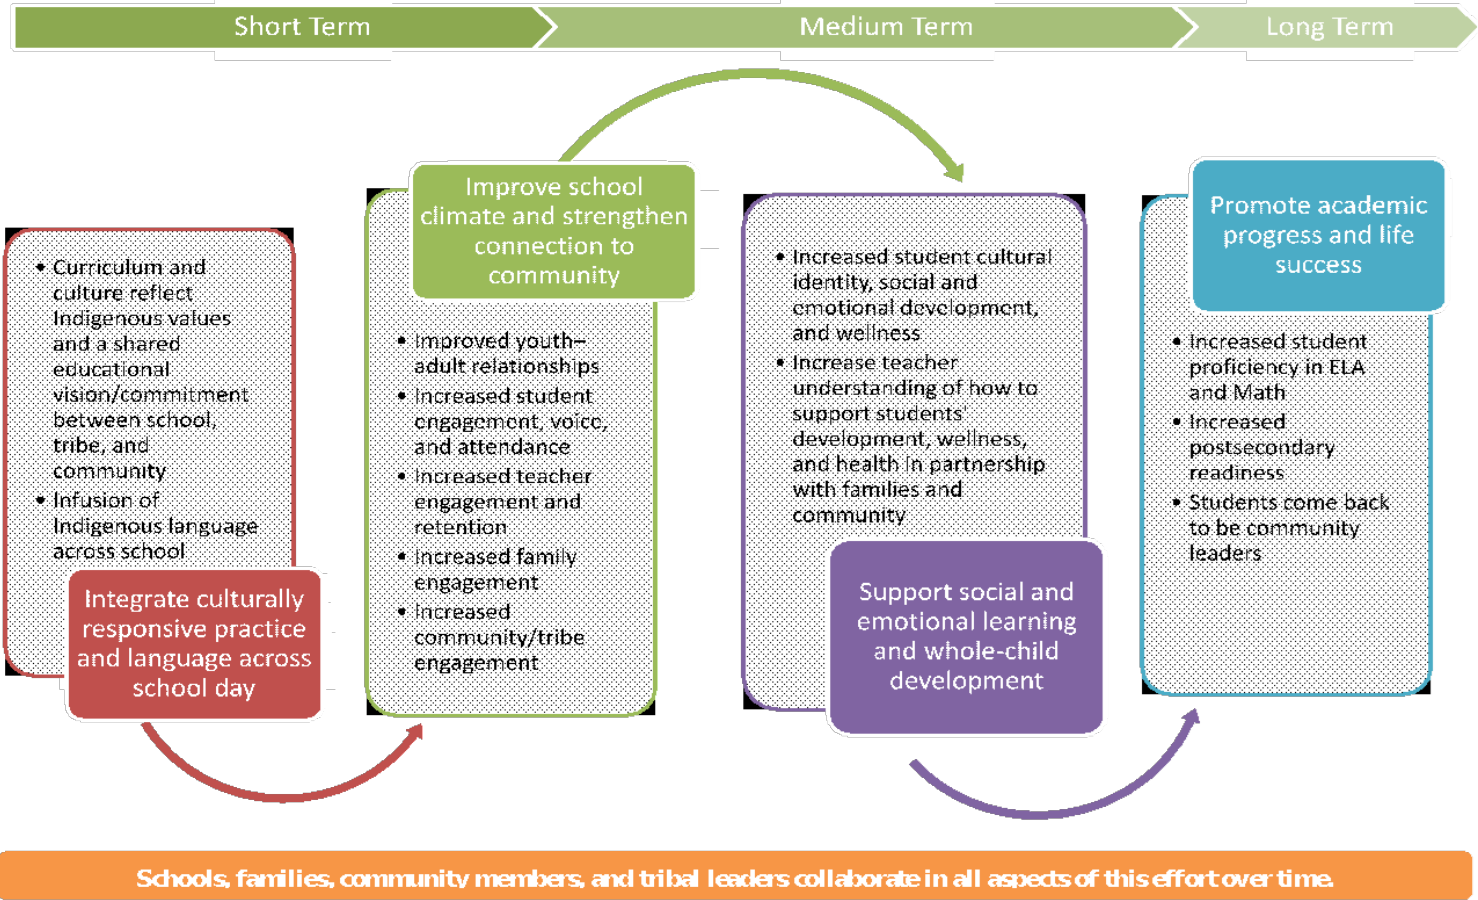 Short Term
Medium Term
Long Term
• Curriculum and
culture reflect
Indigenous values
and a shared
educational
vision/commitment
between school,
tribe, and
community
• Infusion of
Indigenous language
across school
Integrate culturally
responsive practice
and language across
school day
Improve school
climate and strengthen
connection to
community
• Improved youth–
adult relationships
• Increased student
engagement, voice,
and attendance
• Increased teacher
engagement and
retention
• Increased family
engagement
• Increased
community/tribe
engagement
• Increased student cultural
identity, social and
emotional development,
and wellness
• Increase teacher
understanding of how to
support students'
development, wellness,
and health in partnership
with families and
community
Support social and
emotional learning
and whole-child
development
Promote academic
progress and life
success
• Increased student
proficiency in ELA
and Math
• Increased
postsecondary
readiness
• Students come back
to be community
leaders
Schools, families, community members, and tribal leaders collaborate in all aspects of this effort over time.